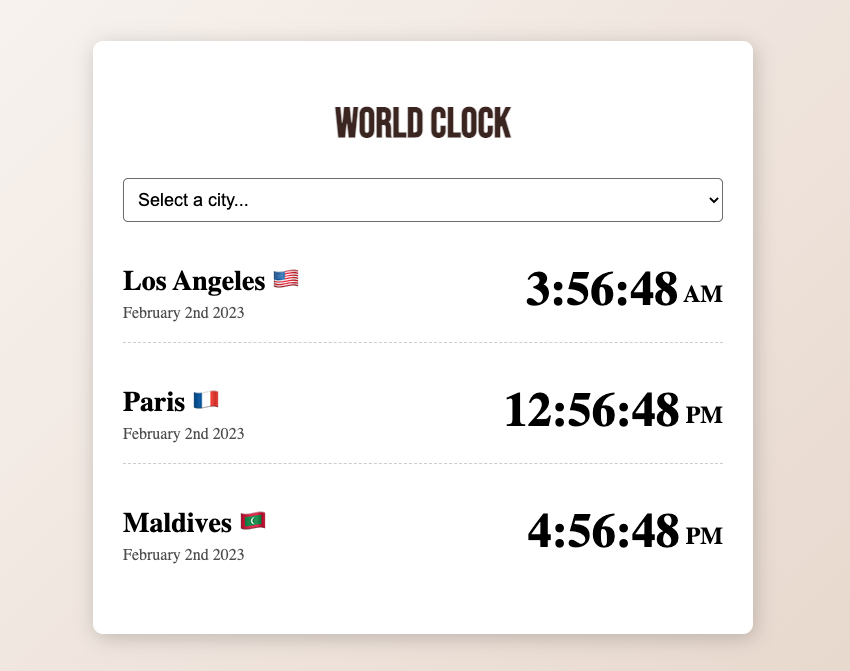 WORLD CLOCK
Select a city...
Los Angeles 🇺🇸
3:56:48 AM
February 2nd 2023
Paris 🇫🇷
12:56:48 PM
February 2nd 2023
Maldives 🇲🇻
4:56:48 PM
February 2nd 2023